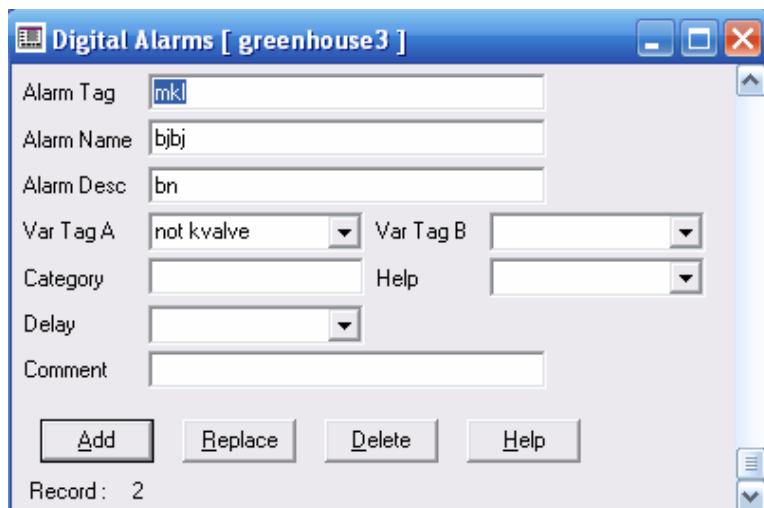 Digital Alarms [ greenhouse3 ]
Alarm Tag mkl
Alarm Name bjbj
Alarm Desc bn
Var Tag A not kvalve Var Tag B
Category Help
Delay
Comment
Add Replace Delete Help
Record : 2